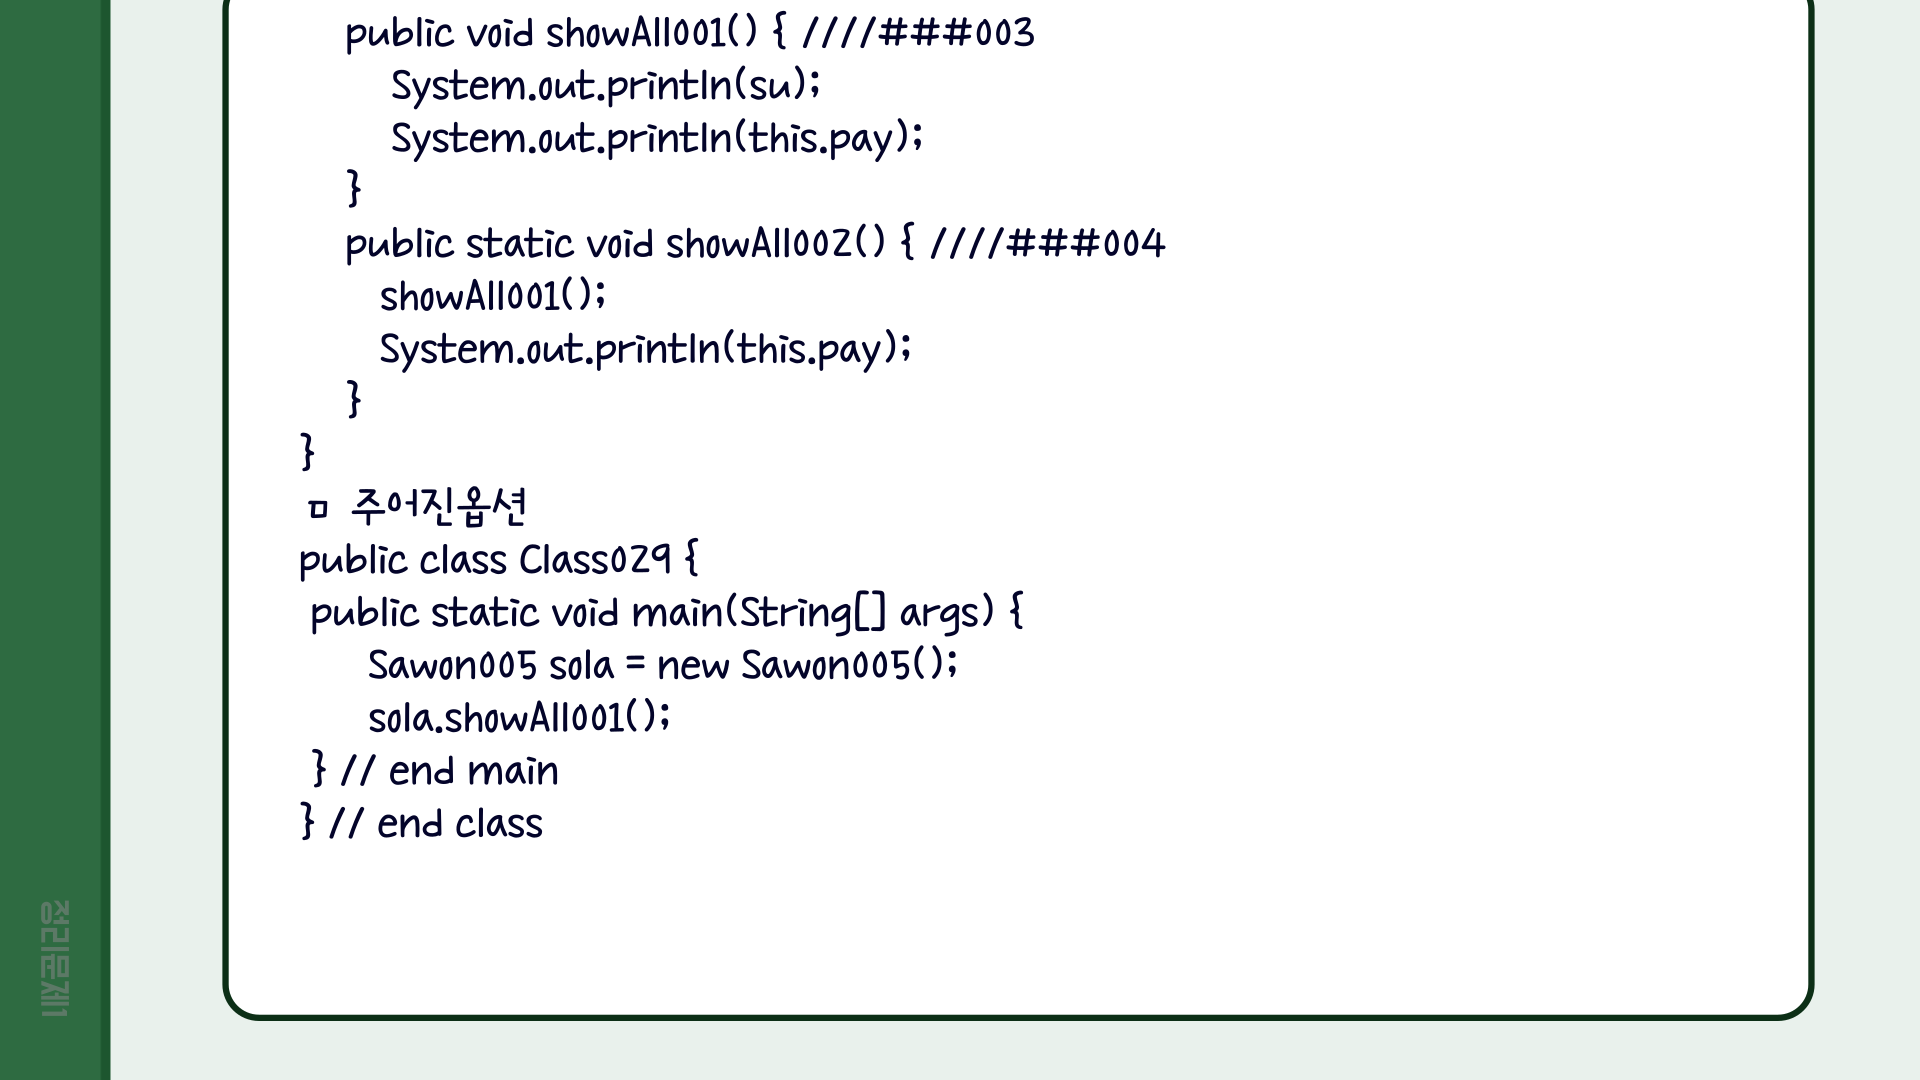 public void showAll001() { ////###003
System.out.println(su);
System.out.println(this.pay);
}
public static void showAll002() { ////###004
showAll001();
System.out.println(this.pay);
}
}
ㅁ 주어진옵션
public class Class029 {
public static void main(String[] args) {
Sawon005 sola = new Sawon005();
sola.showAll001();
} // end main
} // end class
정리문제1